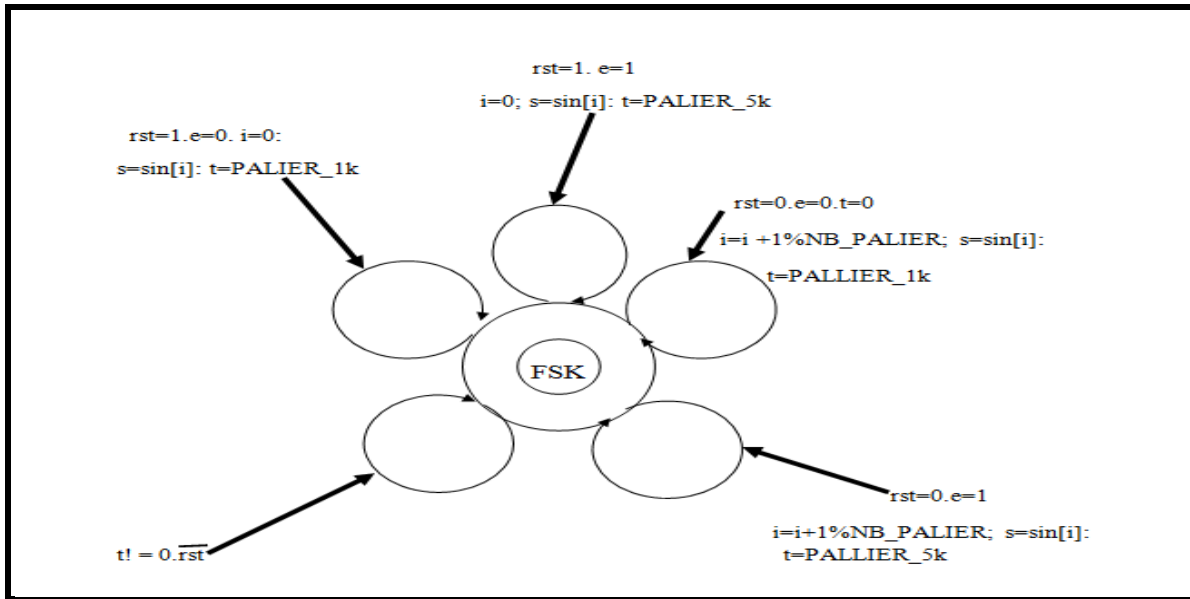 rst=1. e=1
i=0; s=sin[i]: t=PALIER_5k
rst=1.e=0. i=0:
s=sin[i]: t=PALIER_1k
rst=0.e=0.t=0
i=i +1%NB_PALIER; s=sin[i]:
t=PALLIER_1k
FSK
rst=0.e=1
i=i+1%NB_PALIER; s=sin[i]:
t=PALLIER_5k
t! = 0.r̅s̅t̅